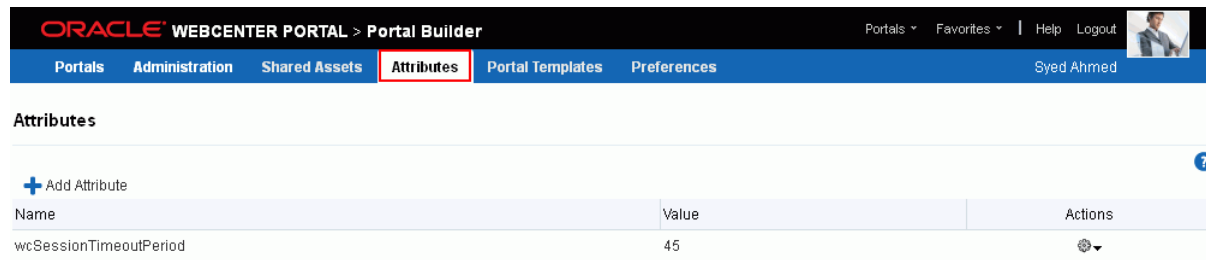 ORACLE WEBCENTER PORTAL > Portal Builder Portals Favorites | Help Logout
Portals Administration Shared Assets Attributes Portal Templates Preferences Syed Ahmed
Attributes
?
Add Attribute
Name Value Actions
wcSessionTimeoutPeriod 45